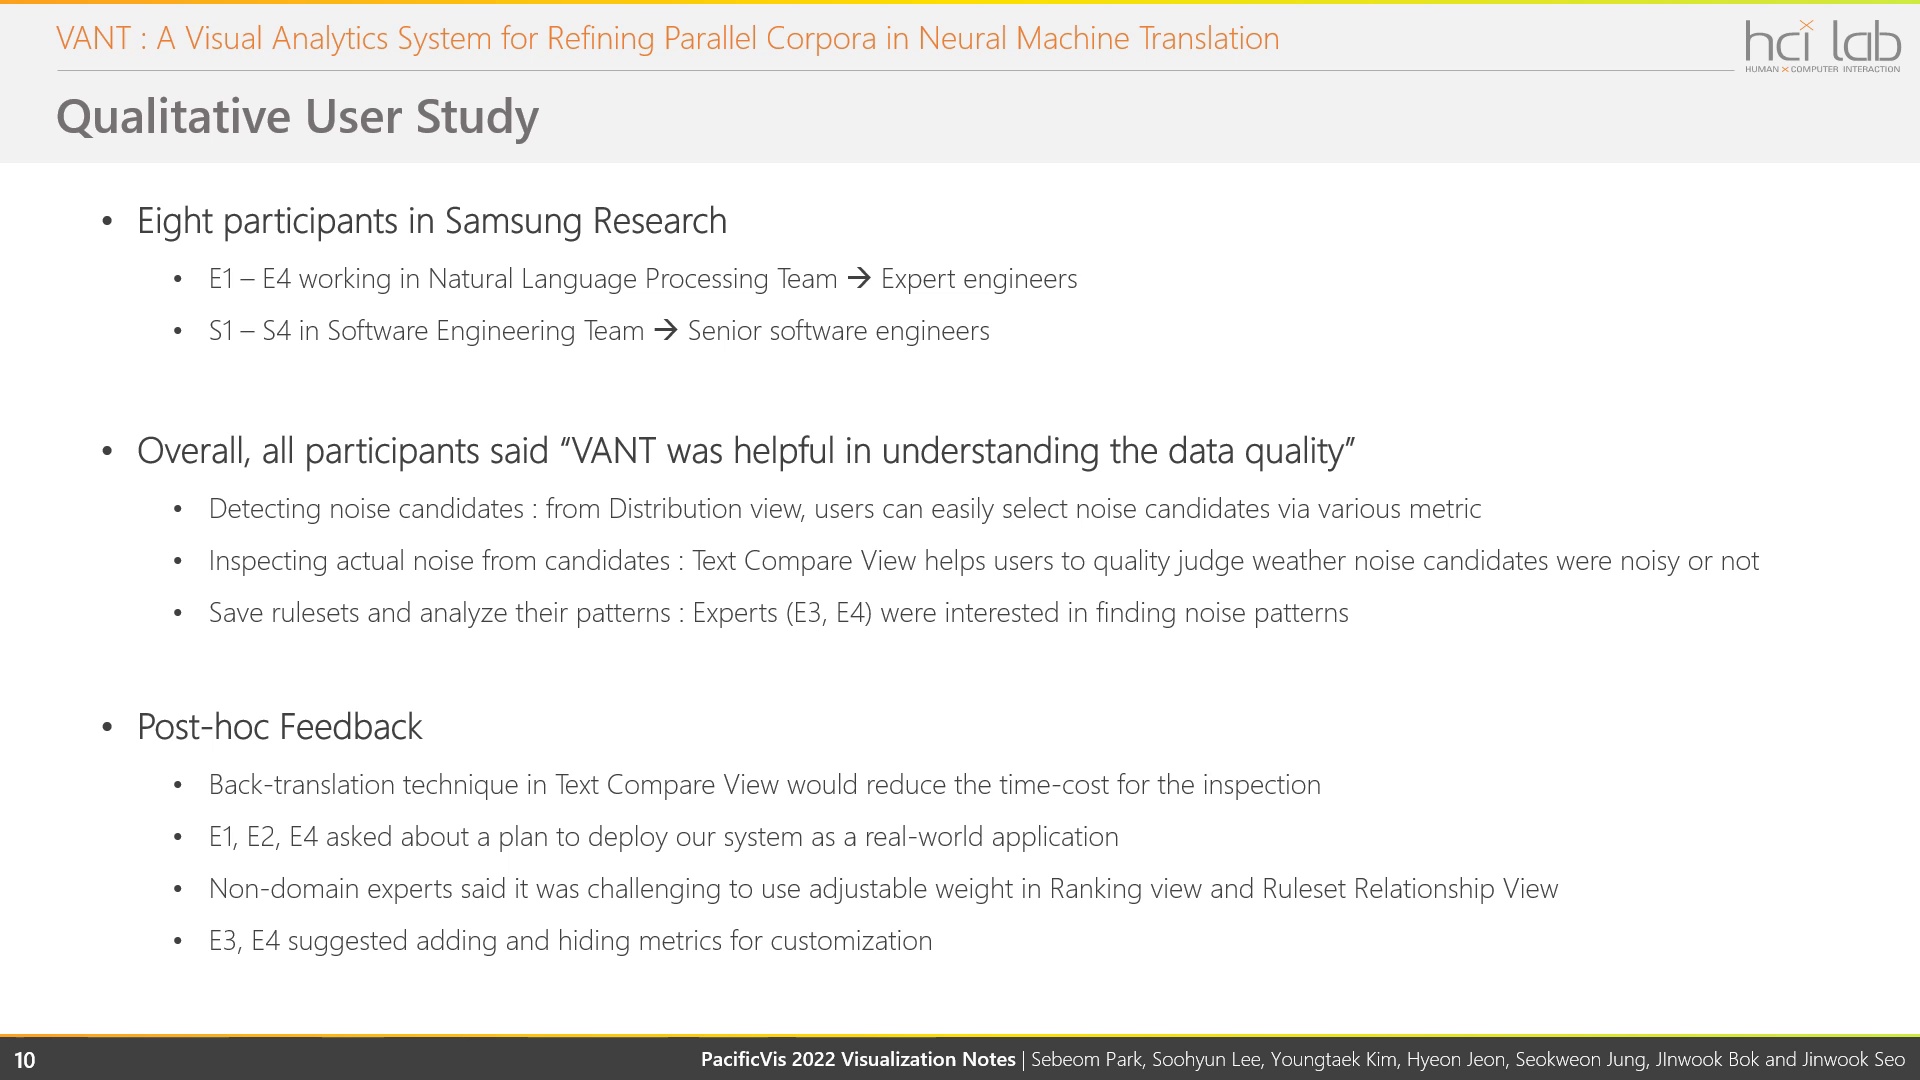 VANT : A Visual Analytics System for Refining Parallel Corpora in Neural Machine Translation
hci lab
HUMAN × COMPUTER INTERACTION
Qualitative User Study
• Eight participants in Samsung Research
• E1 – E4 working in Natural Language Processing Team → Expert engineers
• S1 – S4 in Software Engineering Team → Senior software engineers
• Overall, all participants said “VANT was helpful in understanding the data quality”
• Detecting noise candidates : from Distribution view, users can easily select noise candidates via various metric
• Inspecting actual noise from candidates : Text Compare View helps users to quality judge weather noise candidates were noisy or not
• Save rulesets and analyze their patterns : Experts (E3, E4) were interested in finding noise patterns
• Post-hoc Feedback
• Back-translation technique in Text Compare View would reduce the time-cost for the inspection
• E1, E2, E4 asked about a plan to deploy our system as a real-world application
• Non-domain experts said it was challenging to use adjustable weight in Ranking view and Ruleset Relationship View
• E3, E4 suggested adding and hiding metrics for customization
10
PacificVis 2022 Visualization Notes | Sebeom Park, Soohyun Lee, Youngtaek Kim, Hyeon Jeon, Seokweon Jung, JInwook Bok and Jinwook Seo